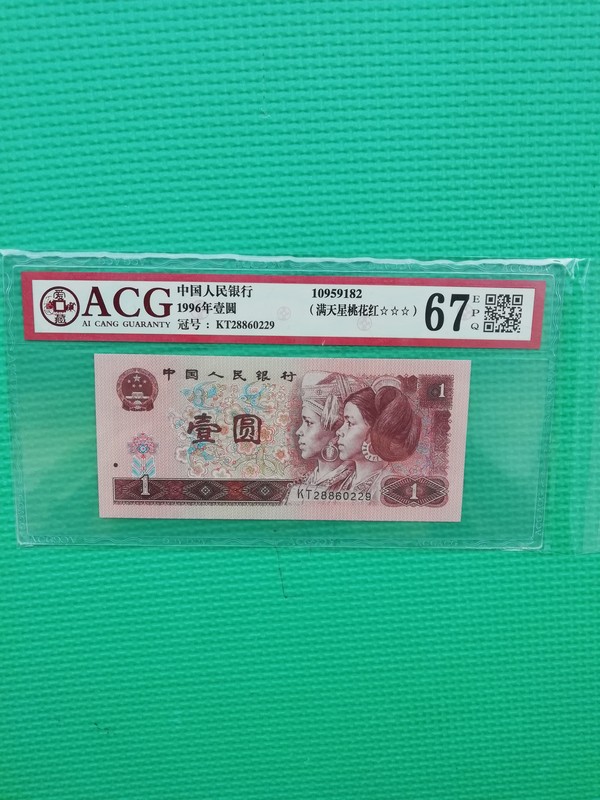 ACG
AI CANG GUARANTY
中国人民银行
1996年壹圆
冠号 : KT28860229
10959182
(满天星桃花红☆☆☆)
67
EPQ
中国人民银行
1
壹圆
1
KT28860229
1